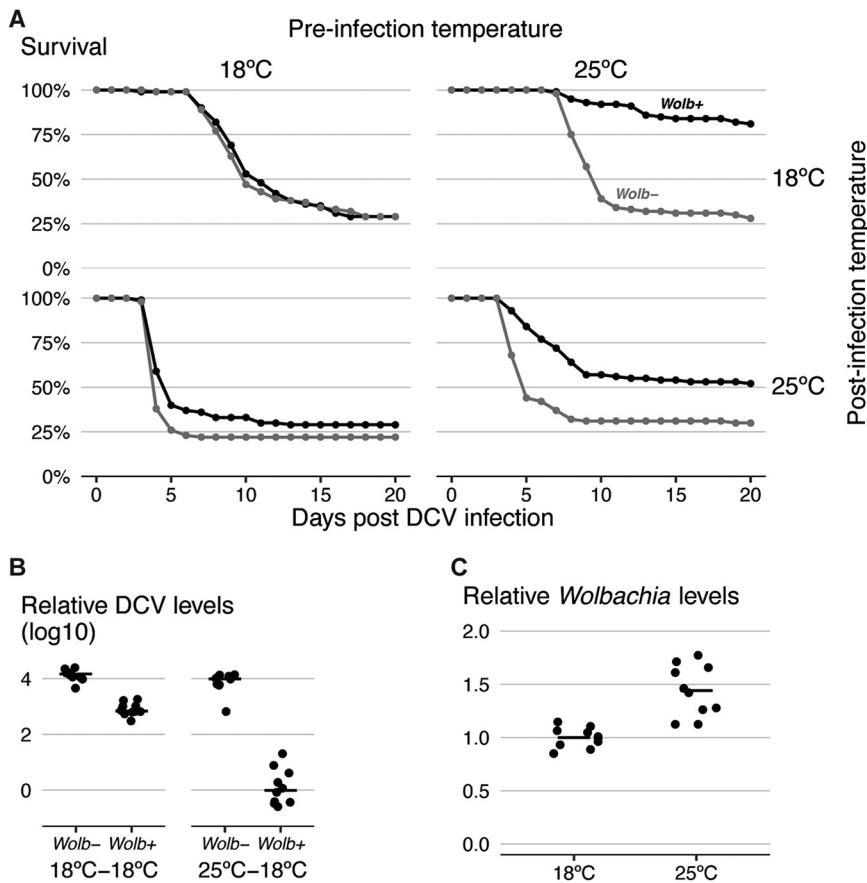 A
Pre-infection temperature
Survival
18ºC
25ºC
100%
75%
50%
25%
0%
Wolb+
Wolb−
18ºC
100%
75%
50%
25%
0%
25ºC
Post-infection temperature
0 5 10 15 20
0 5 10 15 20
Days post DCV infection
B
Relative DCV levels
(log10)
4
2
0
Wolb− Wolb+
18ºC−18ºC
Wolb− Wolb+
25ºC−18ºC
C
Relative Wolbachia levels
2.0
1.5
1.0
0.5
0.0
18ºC
25ºC